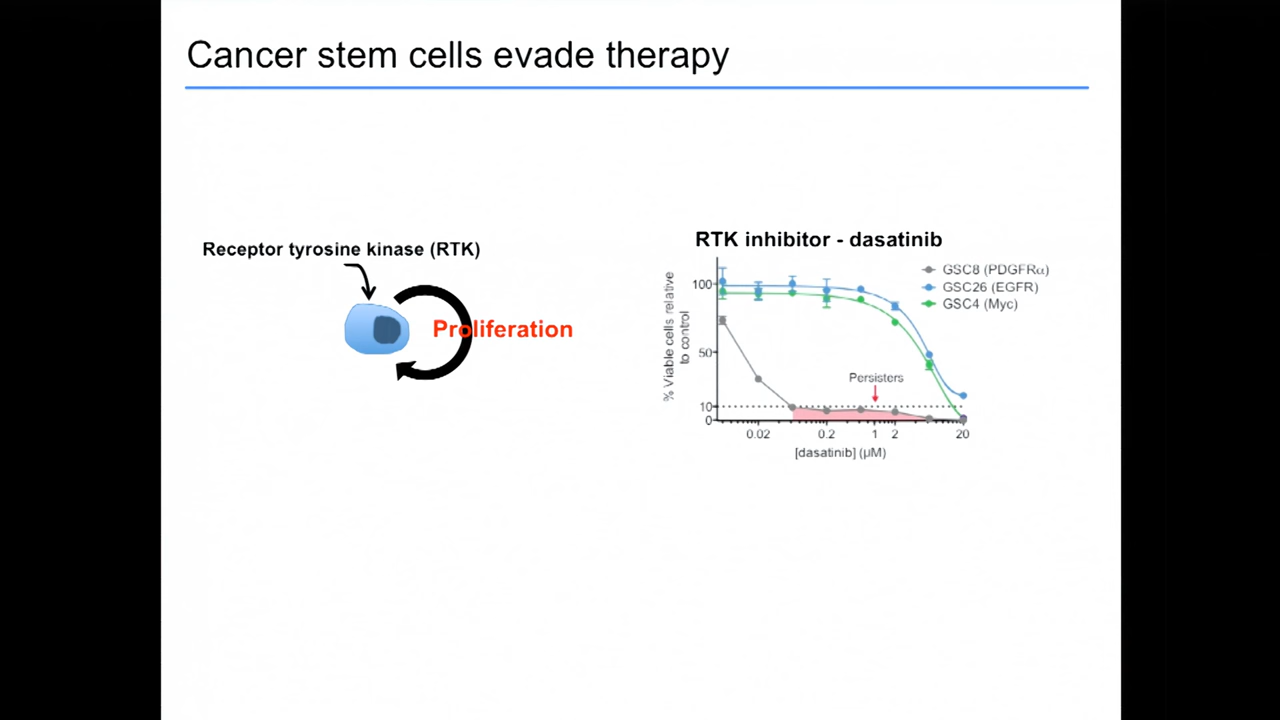 Cancer stem cells evade therapy
Receptor tyrosine kinase (RTK)
Proliferation
RTK inhibitor - dasatinib
GSC8 (PDGFRα)
GSC26 (EGFR)
GSC4 (Myc)
% Viable cells relative
to control
100
50
10
0
Persisters
0.02
0.2
1
2
20
[dasatinib] (μM)